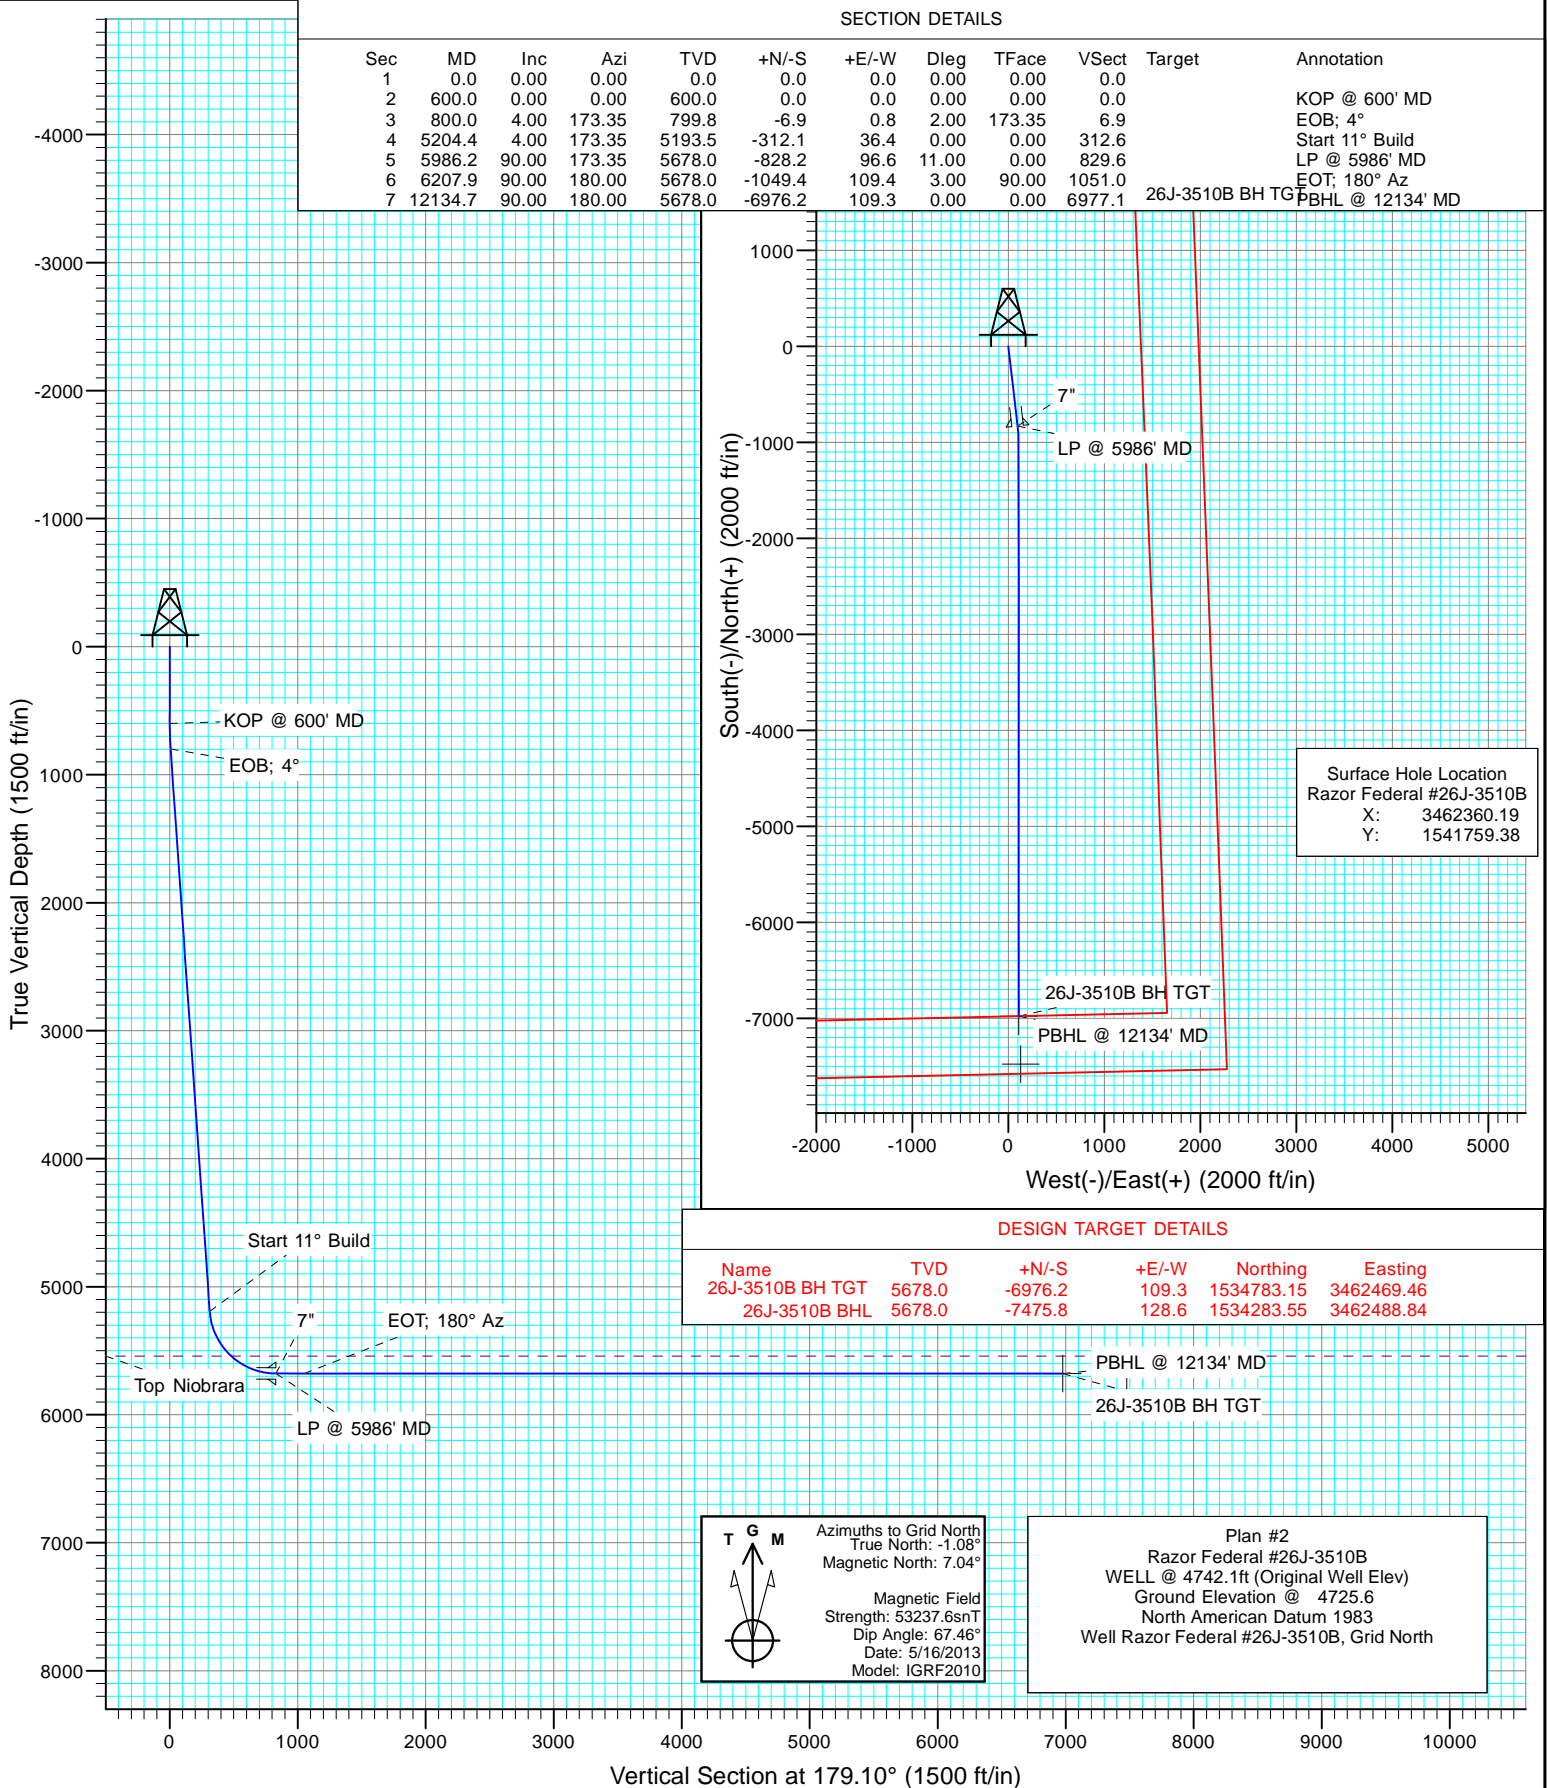 SECTION DETAILS
Sec MD Inc Azi TVD +N/-S +E/-W Dleg TFace VSect Target Annotation
1 0.0 0.00 0.00 0.0 0.0 0.0 0.00 0.00 0.0
2 600.0 0.00 0.00 600.0 0.0 0.0 0.00 0.00 0.0 KOP @ 600' MD
3 800.0 4.00 173.35 799.8 -6.9 0.8 2.00 173.35 6.9 EOB; 4°
4 5204.4 4.00 173.35 5193.5 -312.1 36.4 0.00 0.00 312.6 Start 11° Build
5 5986.2 90.00 173.35 5678.0 -828.2 96.6 11.00 0.00 829.6 LP @ 5986' MD
6 6207.9 90.00 180.00 5678.0 -1049.4 109.4 3.00 90.00 1051.0 EOT; 180° Az
7 12134.7 90.00 180.00 5678.0 -6976.2 109.3 0.00 0.00 6977.1 26J-3510B BH TGT PBHL @ 12134' MD
-4000
-3000
-2000
-1000
0
1000
2000
3000
4000
5000
6000
7000
8000
True Vertical Depth (1500 ft/in)
KOP @ 600' MD
EOB; 4°
Start 11° Build
7"
EOT; 180° Az
Top Niobrara
LP @ 5986' MD
PBHL @ 12134' MD
26J-3510B BH TGT
0 1000 2000 3000 4000 5000 6000 7000 8000 9000 10000
Vertical Section at 179.10° (1500 ft/in)
1000
0
-1000
-2000
-3000
-4000
-5000
-6000
-7000
South(-)/North(+) (2000 ft/in)
7"
LP @ 5986' MD
26J-3510B BH TGT
PBHL @ 12134' MD
-2000 -1000 0 1000 2000 3000 4000 5000
West(-)/East(+) (2000 ft/in)
Surface Hole Location
Razor Federal #26J-3510B
X: 3462360.19
Y: 1541759.38
DESIGN TARGET DETAILS
Name TVD +N/-S +E/-W Northing Easting
26J-3510B BH TGT 5678.0 -6976.2 109.3 1534783.15 3462469.46
26J-3510B BHL 5678.0 -7475.8 128.6 1534283.55 3462488.84
T G M
Azimuths to Grid North
True North: -1.08°
Magnetic North: 7.04°
Magnetic Field
Strength: 53237.6snT
Dip Angle: 67.46°
Date: 5/16/2013
Model: IGRF2010
Plan #2
Razor Federal #26J-3510B
WELL @ 4742.1ft (Original Well Elev)
Ground Elevation @ 4725.6
North American Datum 1983
Well Razor Federal #26J-3510B, Grid North